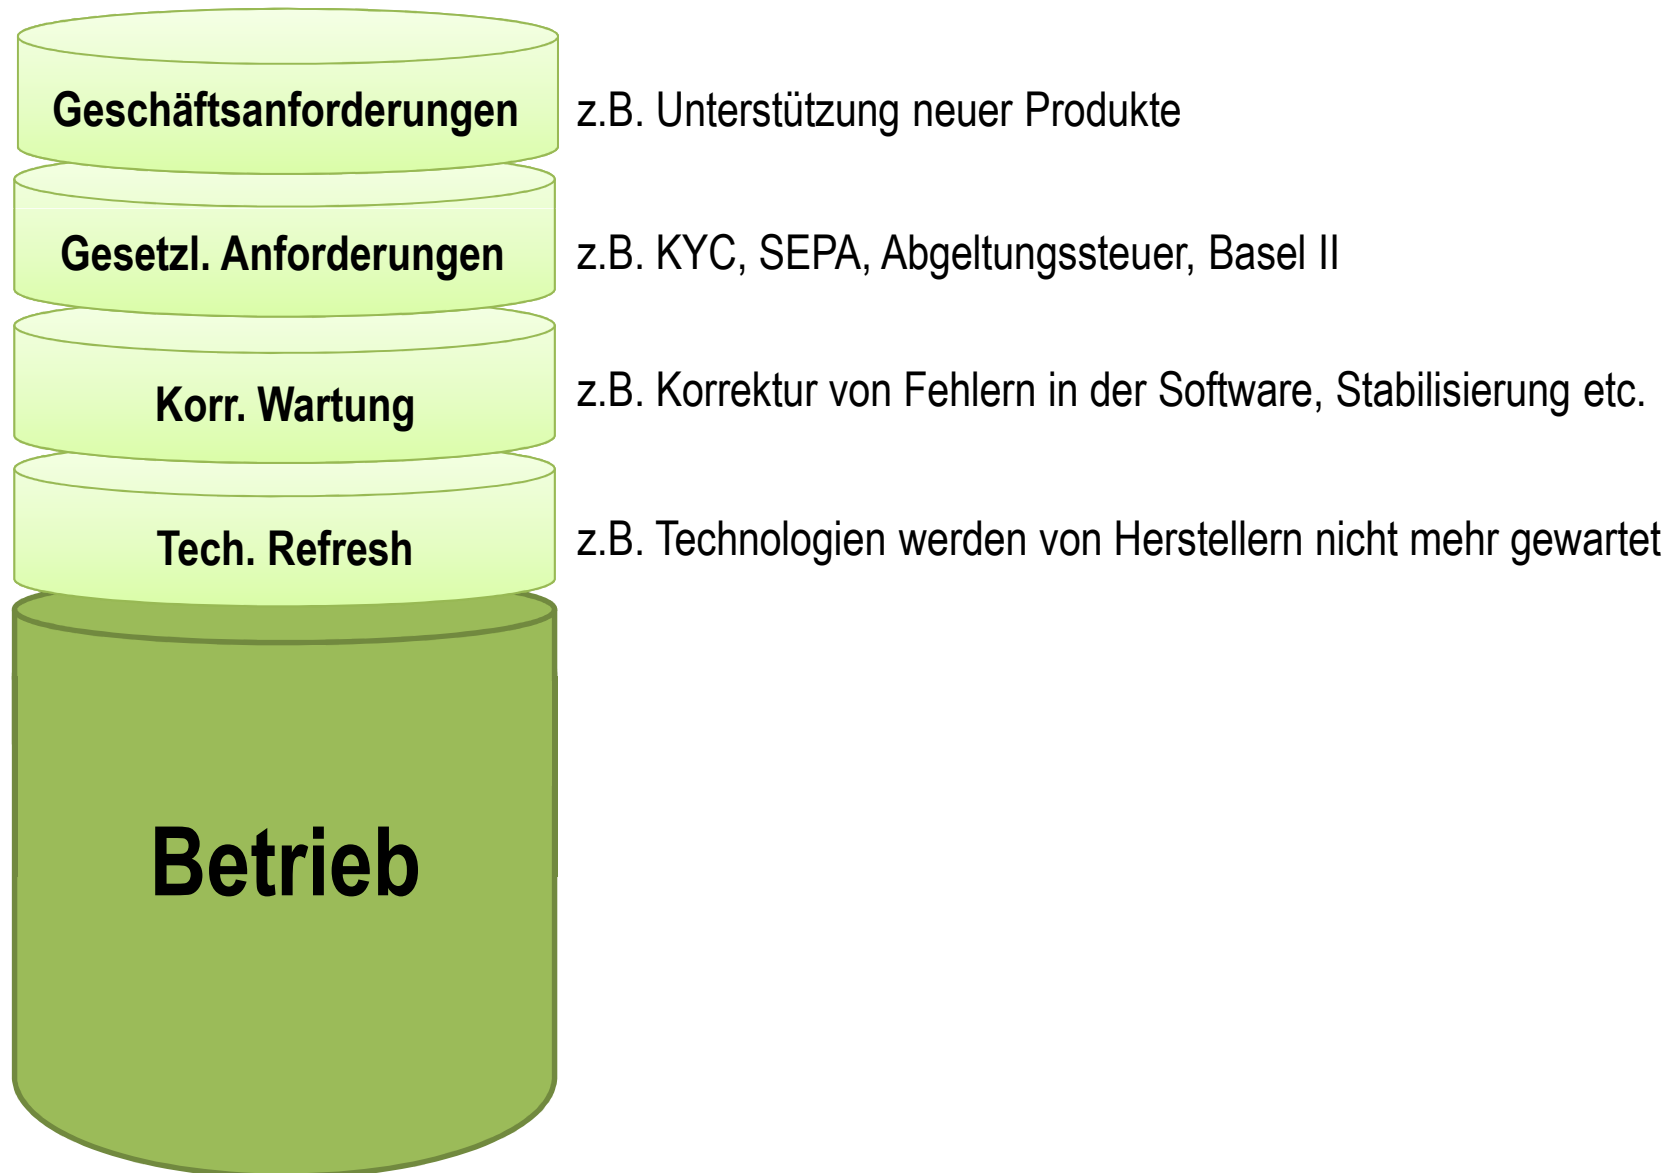 Geschäftsanforderungen z.B. Unterstützung neuer Produkte
Gesetzl. Anforderungen z.B. KYC, SEPA, Abgeltungssteuer, Basel II
Korr. Wartung z.B. Korrektur von Fehlern in der Software, Stabilisierung etc.
Tech. Refresh z.B. Technologien werden von Herstellern nicht mehr gewartet
Betrieb